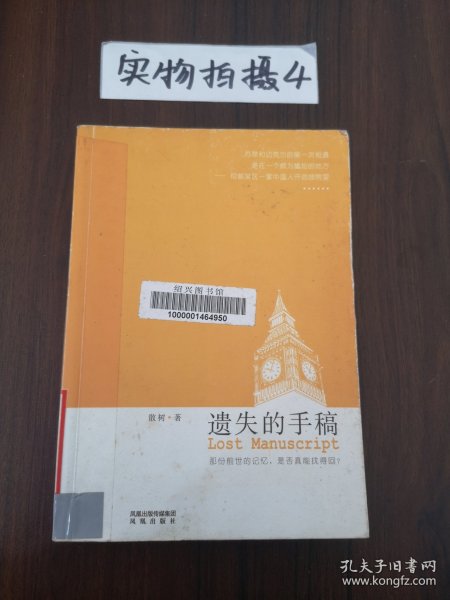 实物拍摄4
绍兴图书馆
1000001464950
散树·著
遗失的手稿
Lost Manuscript
那份前世的记忆，是否真能找得回？
凤凰出版传媒集团
凤凰出版社
孔夫子旧书网
www.kongfz.com